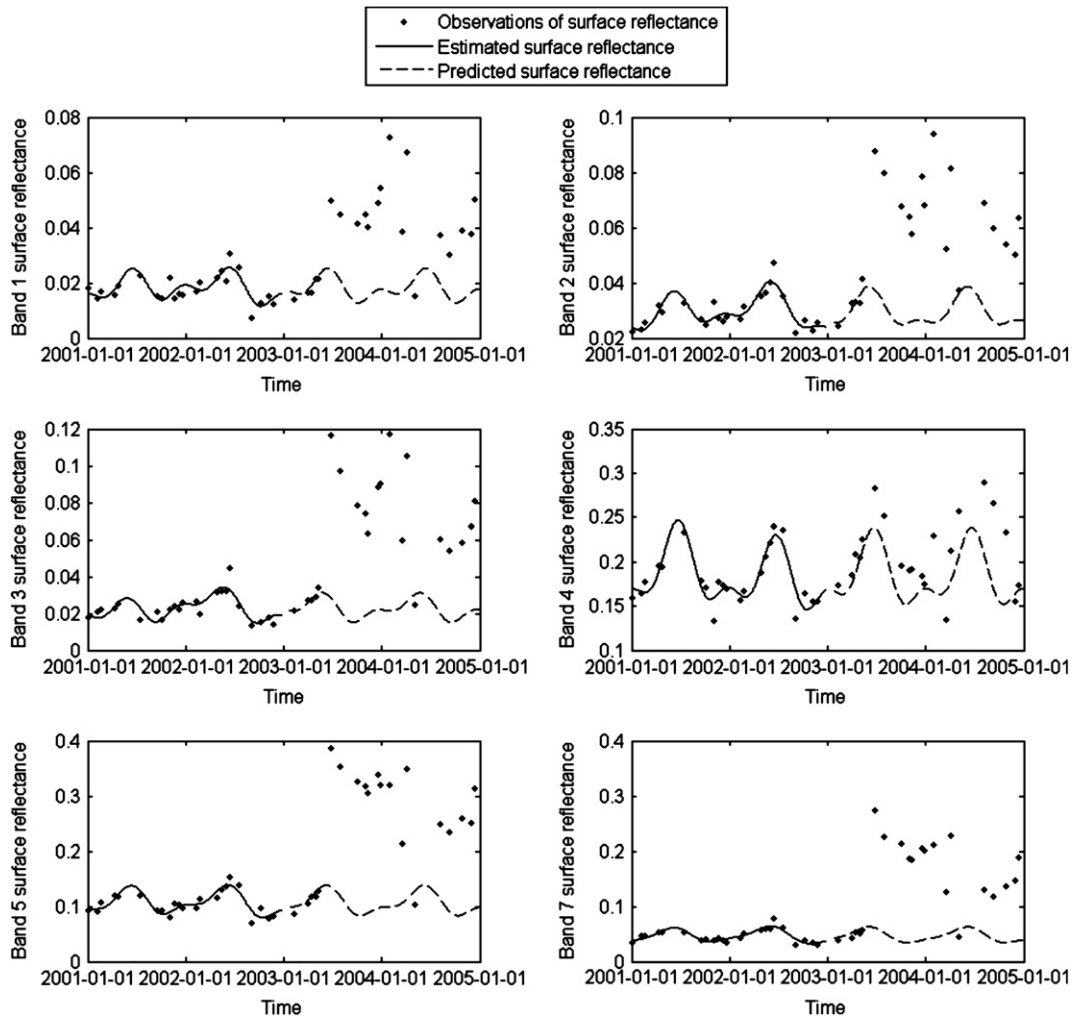 Observations of surface reflectance
Estimated surface reflectance
Predicted surface reflectance
Band 1 surface reflectance
0.08
0.06
0.04
0.02
0
2001-01-01 2002-01-01 2003-01-01 2004-01-01 2005-01-01
Time
Band 2 surface reflectance
0.1
0.08
0.06
0.04
0.02
2001-01-01 2002-01-01 2003-01-01 2004-01-01 2005-01-01
Time
Band 3 surface reflectance
0.12
0.1
0.08
0.06
0.04
0.02
0
2001-01-01 2002-01-01 2003-01-01 2004-01-01 2005-01-01
Time
Band 4 surface reflectance
0.35
0.3
0.25
0.2
0.15
0.1
2001-01-01 2002-01-01 2003-01-01 2004-01-01 2005-01-01
Time
Band 5 surface reflectance
0.4
0.3
0.2
0.1
0
2001-01-01 2002-01-01 2003-01-01 2004-01-01 2005-01-01
Time
Band 7 surface reflectance
0.4
0.3
0.2
0.1
0
2001-01-01 2002-01-01 2003-01-01 2004-01-01 2005-01-01
Time